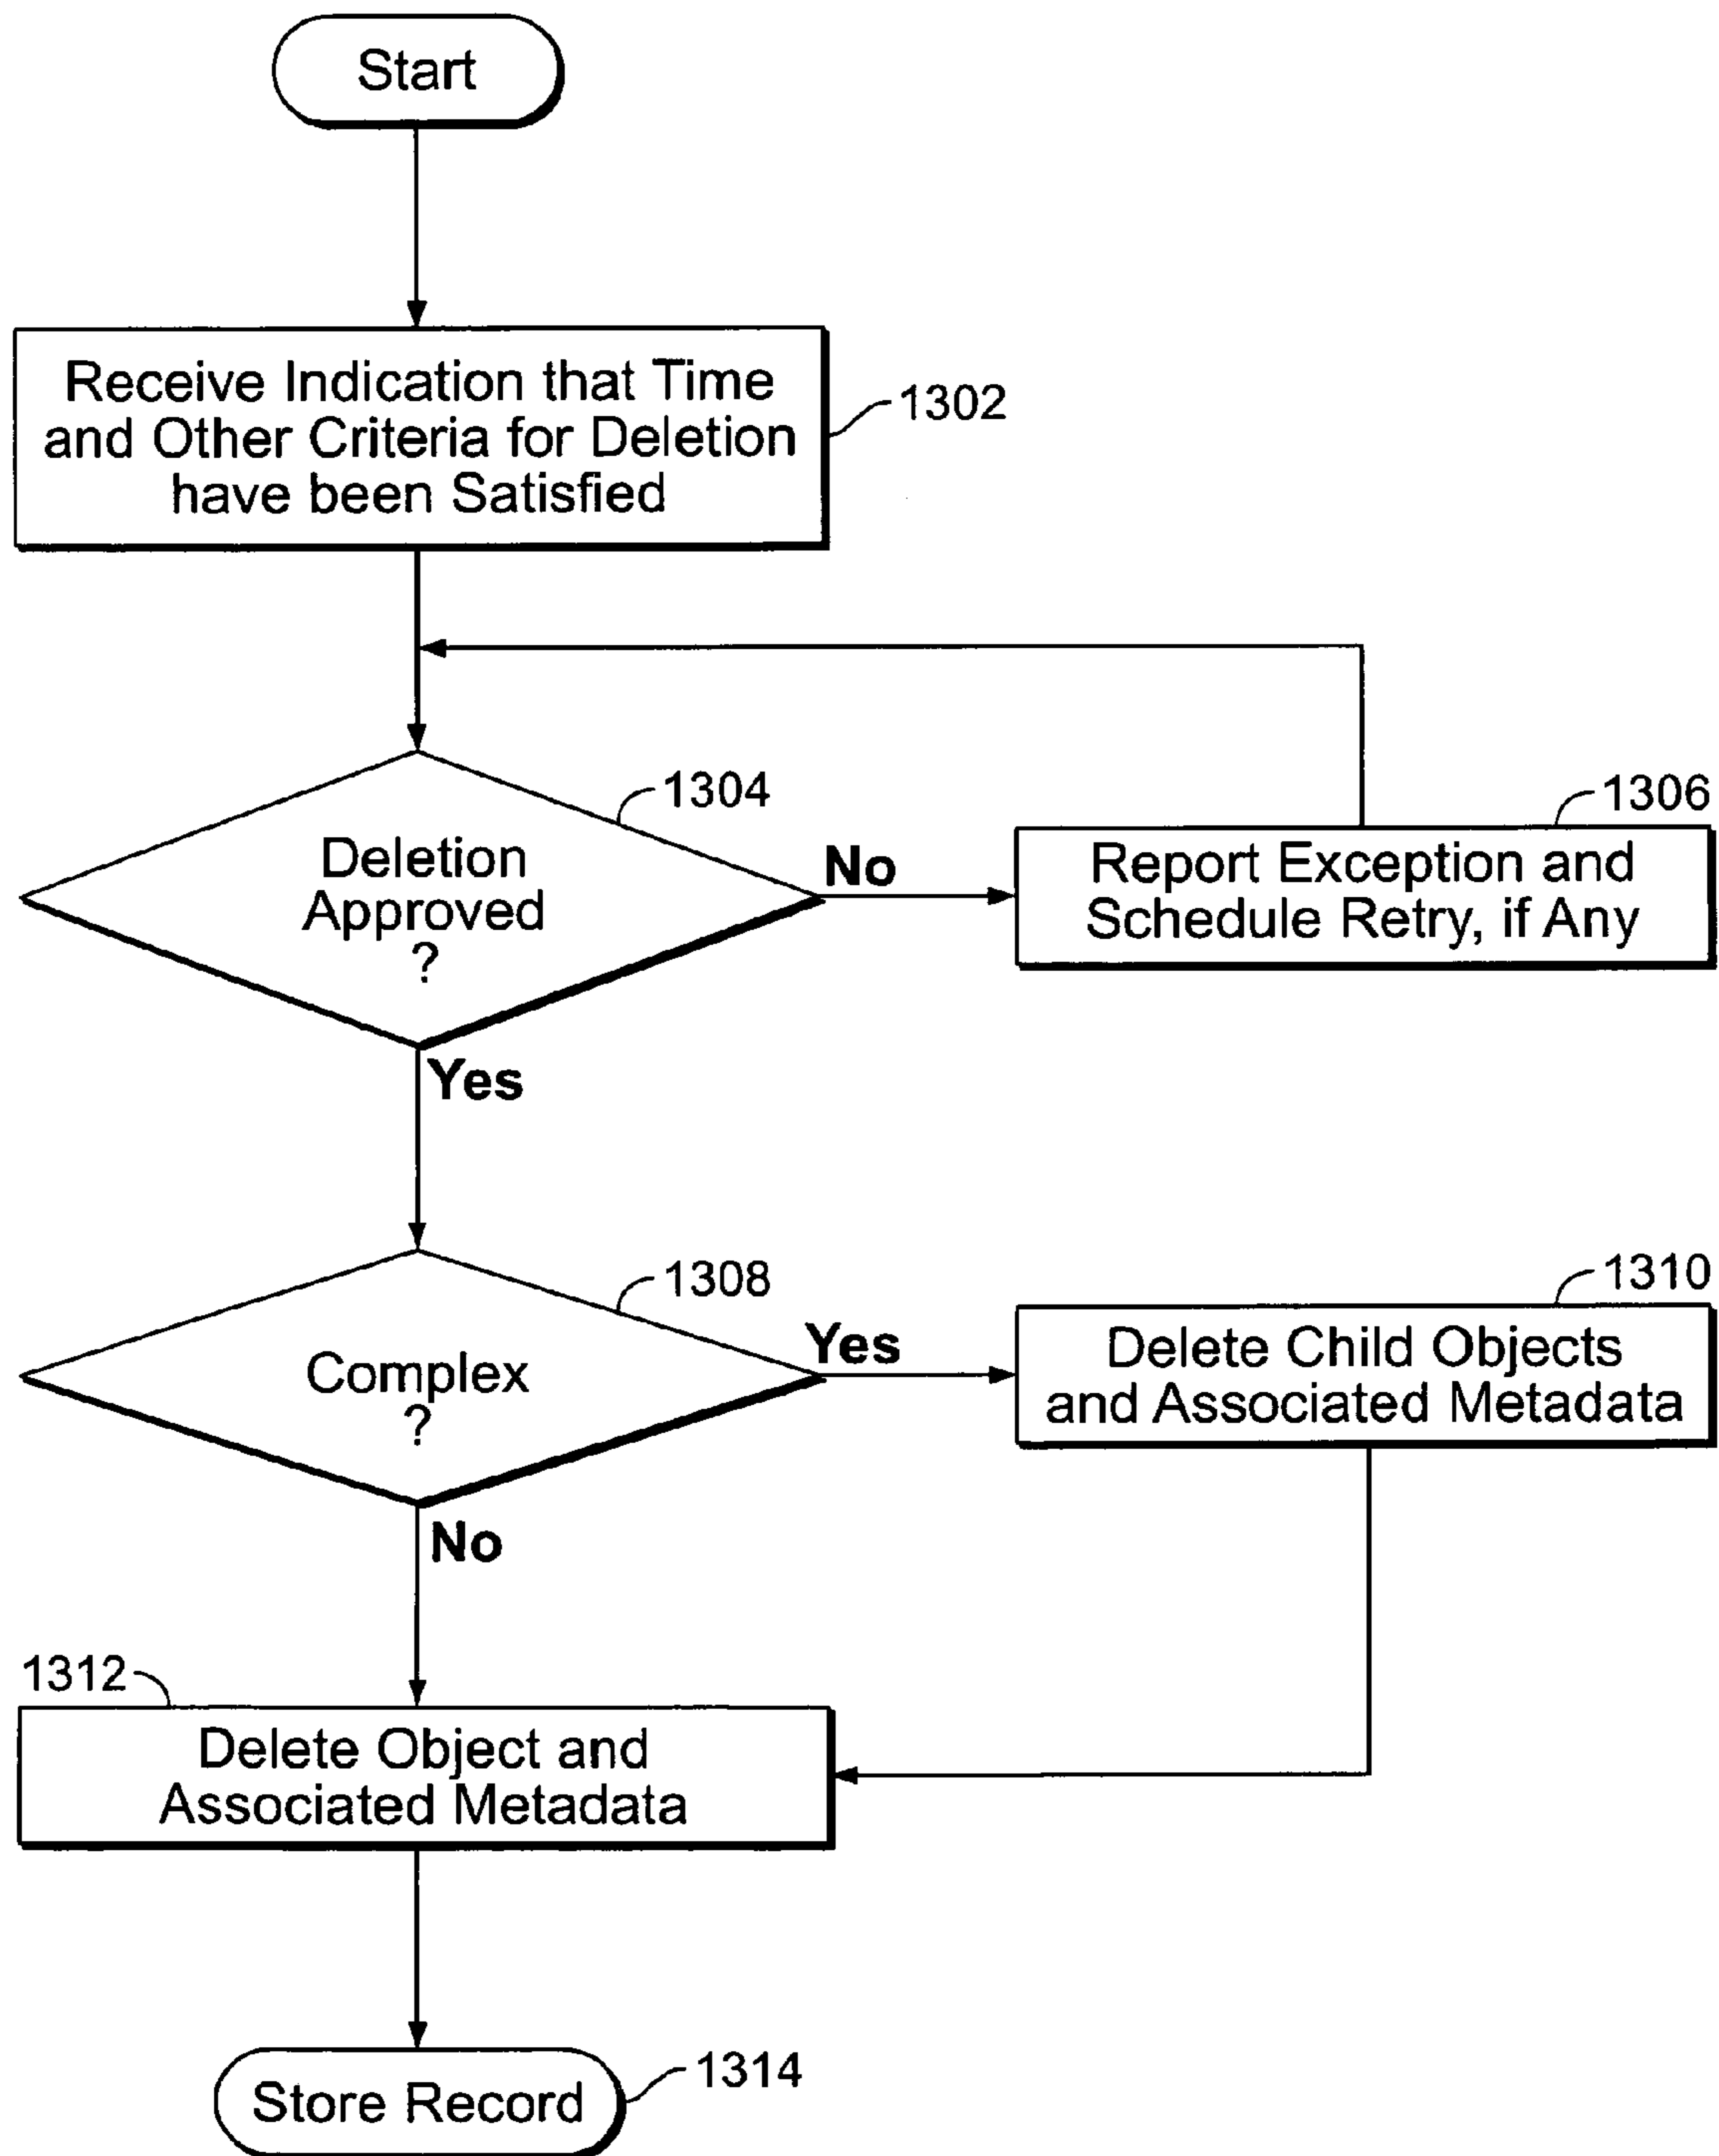 Start
Receive Indication that Time
and Other Criteria for Deletion
have been Satisfied
1302
1304
Deletion
Approved
?
No
1306
Report Exception and
Schedule Retry, if Any
Yes
1308
Complex
?
Yes
1310
Delete Child Objects
and Associated Metadata
No
1312
Delete Object and
Associated Metadata
Store Record
1314